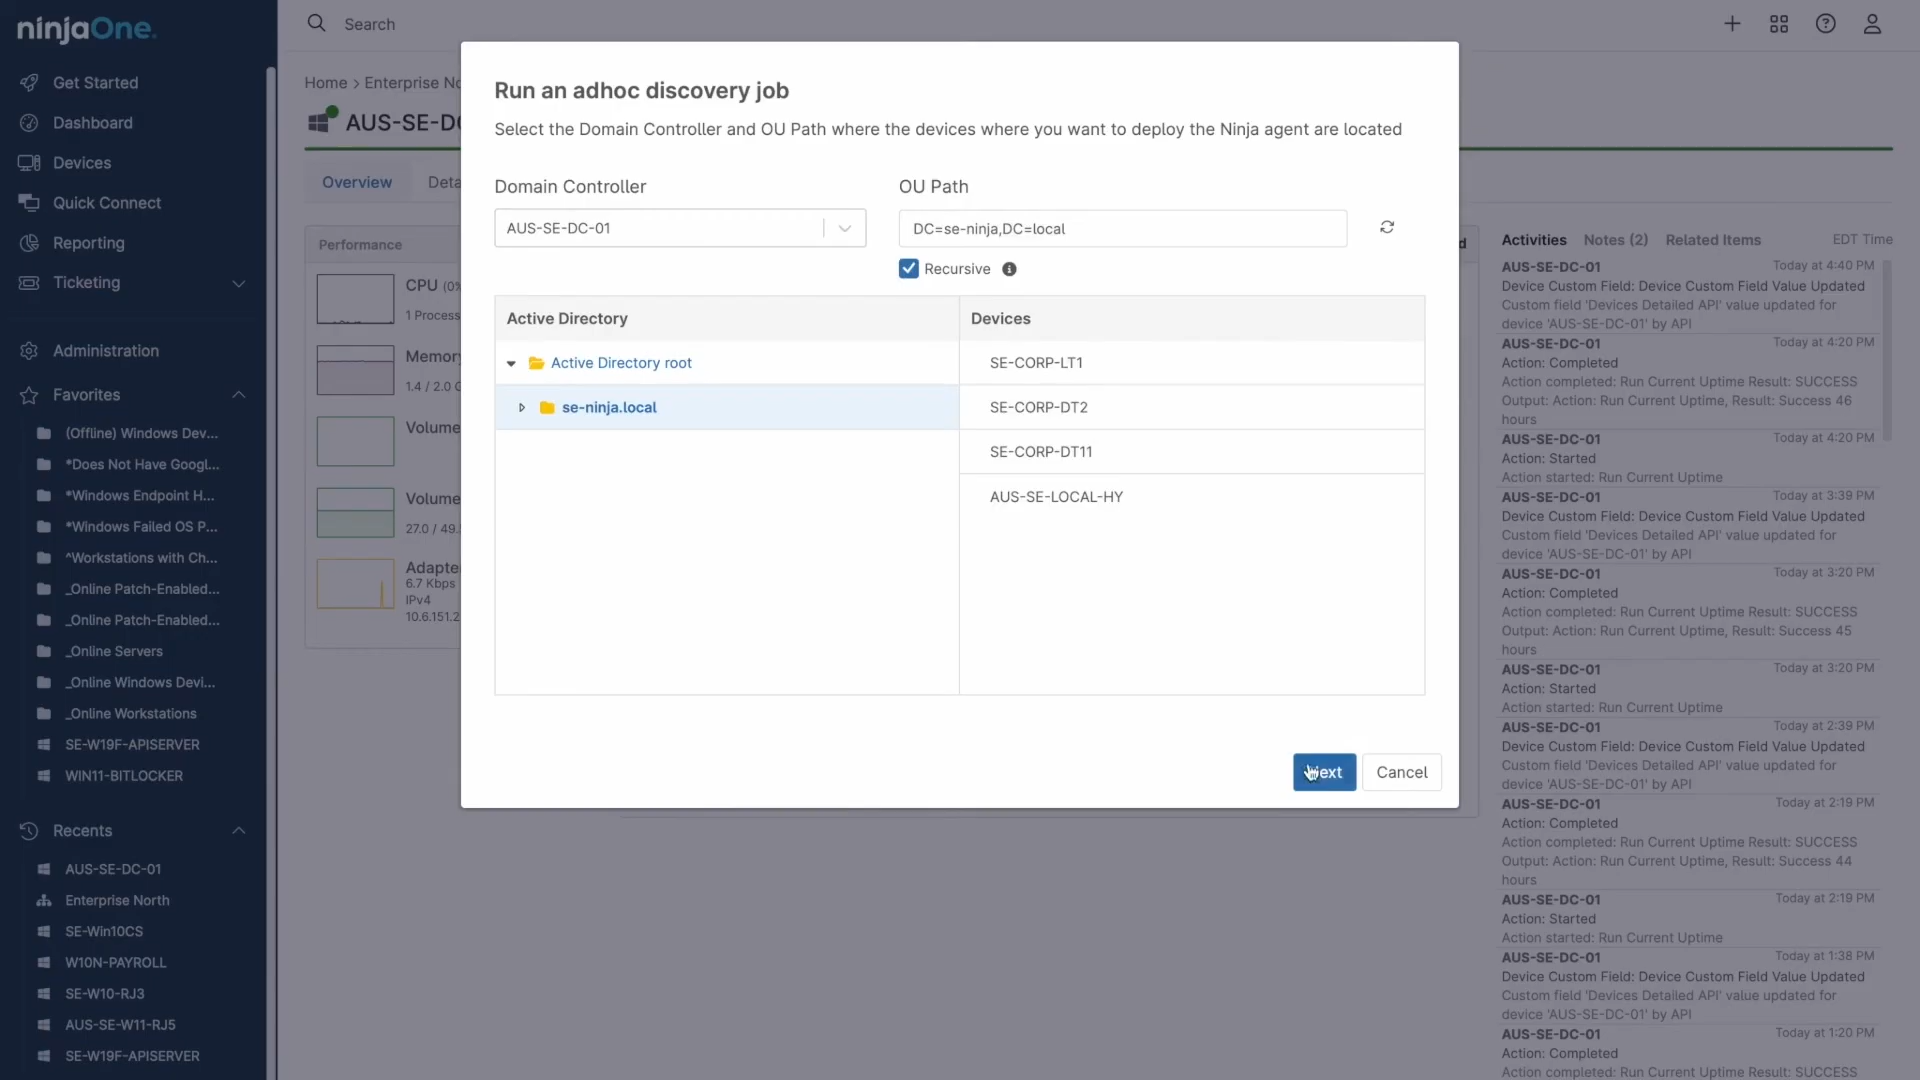 ninjaOne.
Search
Get Started
Dashboard
Devices
Quick Connect
Reporting
Ticketing
Administration
Favorites
(Offline) Windows Dev...
*Does Not Have Googl...
*Windows Endpoint H...
*Windows Failed OS P...
^Workstations with Ch...
_Online Patch-Enabled...
_Online Patch-Enabled...
_Online Servers
_Online Windows Devi...
_Online Workstations
SE-W19F-APISERVER
WIN11-BITLOCKER
Recents
AUS-SE-DC-01
Enterprise North
SE-Win10CS
W10N-PAYROLL
SE-W10-RJ3
AUS-SE-W11-RJ5
SE-W19F-APISERVER
Home > Enterprise No
AUS-SE-D
Overview Deta
Performance
CPU (0%
1 Process
Memory
1.4 / 2.0 G
Volume
Volume
27.0 / 49.
Adapte
6.7 Kbps
IPv4
10.6.151.2
Run an adhoc discovery job
Select the Domain Controller and OU Path where the devices where you want to deploy the Ninja agent are located
Domain Controller
AUS-SE-DC-01
OU Path
DC=se-ninja,DC=local
Recursive
Active Directory
Active Directory root
se-ninja.local
Devices
SE-CORP-LT1
SE-CORP-DT2
SE-CORP-DT11
AUS-SE-LOCAL-HY
Next
Cancel
d
Activities Notes (2) Related Items EDT Time
AUS-SE-DC-01 Today at 4:40 PM
Device Custom Field: Device Custom Field Value Updated
Custom field 'Devices Detailed API' value updated for
device 'AUS-SE-DC-01' by API
AUS-SE-DC-01 Today at 4:20 PM
Action: Completed
Action completed: Run Current Uptime Result: SUCCESS
Output: Action: Run Current Uptime, Result: Success 46
hours
AUS-SE-DC-01 Today at 4:20 PM
Action: Started
Action started: Run Current Uptime
AUS-SE-DC-01 Today at 3:39 PM
Device Custom Field: Device Custom Field Value Updated
Custom field 'Devices Detailed API' value updated for
device 'AUS-SE-DC-01' by API
AUS-SE-DC-01 Today at 3:20 PM
Action: Completed
Action completed: Run Current Uptime Result: SUCCESS
Output: Action: Run Current Uptime, Result: Success 45
hours
AUS-SE-DC-01 Today at 3:20 PM
Action: Started
Action started: Run Current Uptime
AUS-SE-DC-01 Today at 2:39 PM
Device Custom Field: Device Custom Field Value Updated
Custom field 'Devices Detailed API' value updated for
device 'AUS-SE-DC-01' by API
AUS-SE-DC-01 Today at 2:19 PM
Action: Completed
Action completed: Run Current Uptime Result: SUCCESS
Output: Action: Run Current Uptime, Result: Success 44
hours
AUS-SE-DC-01 Today at 2:19 PM
Action: Started
Action started: Run Current Uptime
AUS-SE-DC-01 Today at 1:38 PM
Device Custom Field: Device Custom Field Value Updated
Custom field 'Devices Detailed API' value updated for
device 'AUS-SE-DC-01' by API
AUS-SE-DC-01 Today at 1:20 PM
Action: Completed
Action completed: Run Current Uptime Result: SUCCESS